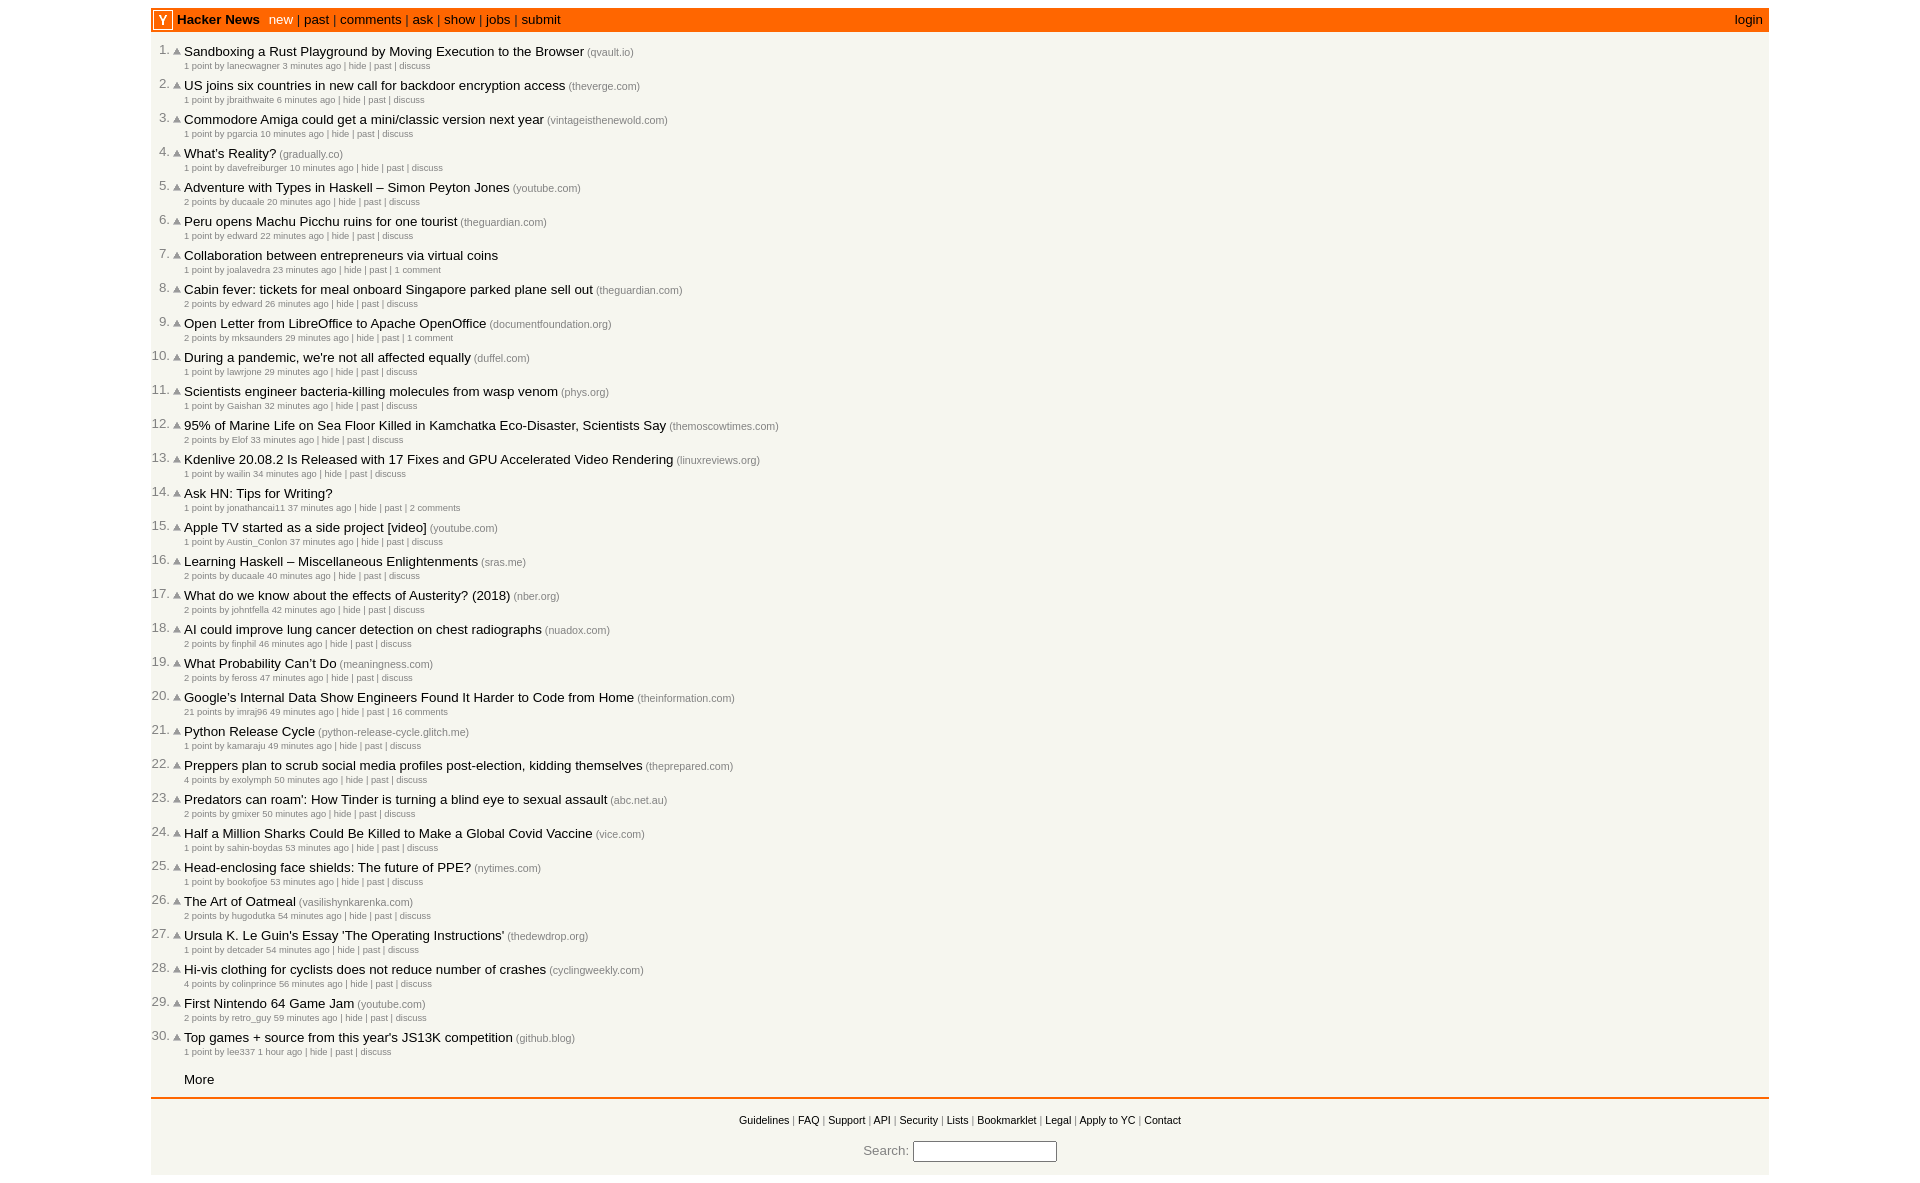 Y Hacker News new | past | comments | ask | show | jobs | submit login
1. Sandboxing a Rust Playground by Moving Execution to the Browser (qvault.io)
1 point by lanecwagner 3 minutes ago | hide | past | discuss
2. US joins six countries in new call for backdoor encryption access (theverge.com)
1 point by jbraithwaite 6 minutes ago | hide | past | discuss
3. Commodore Amiga could get a mini/classic version next year (vintageisthenewold.com)
1 point by pgarcia 10 minutes ago | hide | past | discuss
4. What’s Reality? (gradually.co)
1 point by davefreiburger 10 minutes ago | hide | past | discuss
5. Adventure with Types in Haskell – Simon Peyton Jones (youtube.com)
2 points by ducaale 20 minutes ago | hide | past | discuss
6. Peru opens Machu Picchu ruins for one tourist (theguardian.com)
1 point by edward 22 minutes ago | hide | past | discuss
7. Collaboration between entrepreneurs via virtual coins
1 point by joalavedra 23 minutes ago | hide | past | 1 comment
8. Cabin fever: tickets for meal onboard Singapore parked plane sell out (theguardian.com)
2 points by edward 26 minutes ago | hide | past | discuss
9. Open Letter from LibreOffice to Apache OpenOffice (documentfoundation.org)
2 points by mksaunders 29 minutes ago | hide | past | 1 comment
10. During a pandemic, we're not all affected equally (duffel.com)
1 point by lawrjone 29 minutes ago | hide | past | discuss
11. Scientists engineer bacteria-killing molecules from wasp venom (phys.org)
1 point by Gaishan 32 minutes ago | hide | past | discuss
12. 95% of Marine Life on Sea Floor Killed in Kamchatka Eco-Disaster, Scientists Say (themoscowtimes.com)
2 points by Elof 33 minutes ago | hide | past | discuss
13. Kdenlive 20.08.2 Is Released with 17 Fixes and GPU Accelerated Video Rendering (linuxreviews.org)
1 point by wailin 34 minutes ago | hide | past | discuss
14. Ask HN: Tips for Writing?
1 point by jonathancai11 37 minutes ago | hide | past | 2 comments
15. Apple TV started as a side project [video] (youtube.com)
1 point by Austin_Conlon 37 minutes ago | hide | past | discuss
16. Learning Haskell – Miscellaneous Enlightenments (sras.me)
2 points by ducaale 40 minutes ago | hide | past | discuss
17. What do we know about the effects of Austerity? (2018) (nber.org)
2 points by johntfella 42 minutes ago | hide | past | discuss
18. AI could improve lung cancer detection on chest radiographs (nuadox.com)
2 points by finphil 46 minutes ago | hide | past | discuss
19. What Probability Can’t Do (meaningness.com)
2 points by feross 47 minutes ago | hide | past | discuss
20. Google’s Internal Data Show Engineers Found It Harder to Code from Home (theinformation.com)
21 points by imraj96 49 minutes ago | hide | past | 16 comments
21. Python Release Cycle (python-release-cycle.glitch.me)
1 point by kamaraju 49 minutes ago | hide | past | discuss
22. Preppers plan to scrub social media profiles post-election, kidding themselves (theprepared.com)
4 points by exolymph 50 minutes ago | hide | past | discuss
23. Predators can roam': How Tinder is turning a blind eye to sexual assault (abc.net.au)
2 points by gmixer 50 minutes ago | hide | past | discuss
24. Half a Million Sharks Could Be Killed to Make a Global Covid Vaccine (vice.com)
1 point by sahin-boydas 53 minutes ago | hide | past | discuss
25. Head-enclosing face shields: The future of PPE? (nytimes.com)
1 point by bookofjoe 53 minutes ago | hide | past | discuss
26. The Art of Oatmeal (vasilishynkarenka.com)
2 points by hugodutka 54 minutes ago | hide | past | discuss
27. Ursula K. Le Guin's Essay 'The Operating Instructions' (thedewdrop.org)
1 point by detcader 54 minutes ago | hide | past | discuss
28. Hi-vis clothing for cyclists does not reduce number of crashes (cyclingweekly.com)
4 points by colinprince 56 minutes ago | hide | past | discuss
29. First Nintendo 64 Game Jam (youtube.com)
2 points by retro_guy 59 minutes ago | hide | past | discuss
30. Top games + source from this year's JS13K competition (github.blog)
1 point by lee337 1 hour ago | hide | past | discuss
More
Guidelines | FAQ | Support | API | Security | Lists | Bookmarklet | Legal | Apply to YC | Contact
Search: